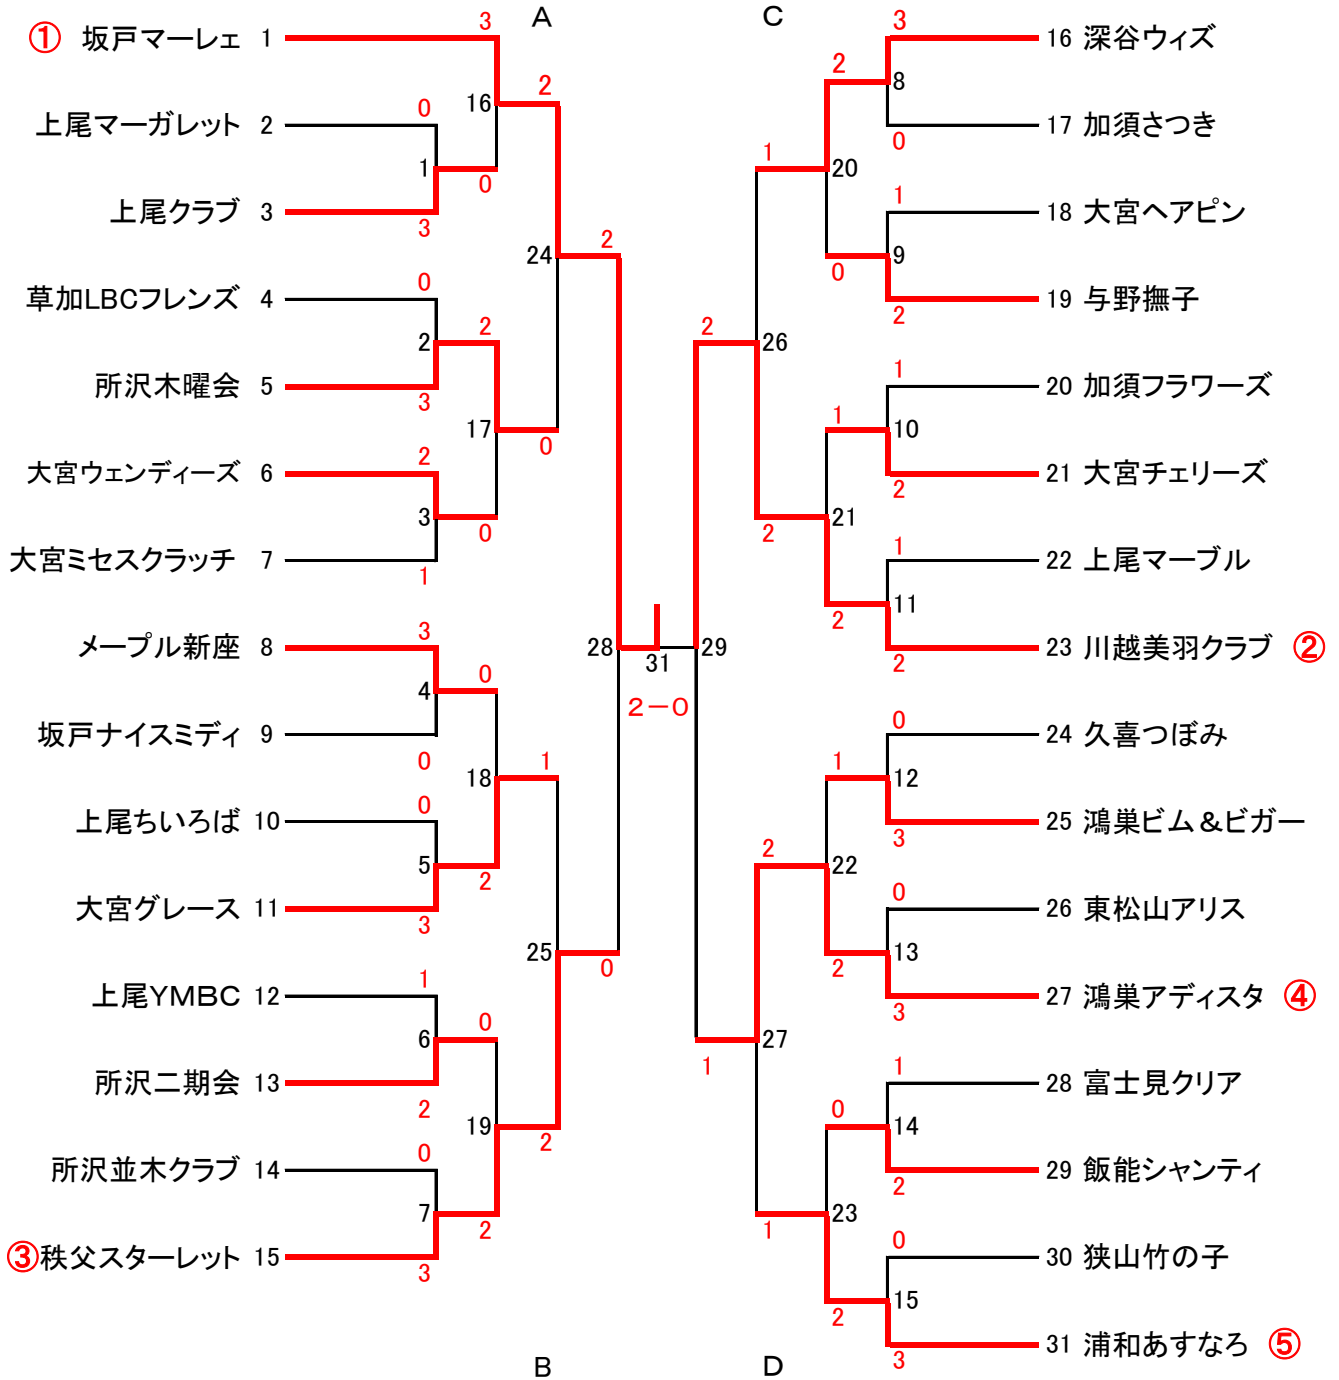 A
① 坂戸マーレェ 1
3
2
16
上尾マーガレット 2
0
1
0
上尾クラブ 3
3
2
24
草加LBCフレンズ 4
0
2
2
所沢木曜会 5
3
17
0
大宮ウェンディーズ 6
2
3
0
大宮ミセスクラッチ 7
1
メープル新座 8
3
0
4
坂戸ナイスミディ 9
0
18
1
上尾ちいろば 10
0
5
2
大宮グレース 11
3
25
0
上尾YMBC 12
1
0
6
所沢二期会 13
2
19
2
所沢並木クラブ 14
0
7
2
③秩父スターレット 15
3
B
28
31
29
2－0
C
3
16 深谷ウィズ
2
8
17 加須さつき
0
1
20
1
18 大宮ヘアピン
9
0
19 与野撫子
2
2
26
1
20 加須フラワーズ
1
10
21 大宮チェリーズ
2
2
21
1
22 上尾マーブル
11
2
23 川越美羽クラブ ②
2
0
24 久喜つぼみ
1
12
25 鴻巣ビム＆ビガー
3
2
22
0
26 東松山アリス
13
2
27 鴻巣アディスタ ④
3
1
27
1
28 富士見クリア
0
14
29 飯能シャンティ
2
1
23
0
30 狭山竹の子
15
2
31 浦和あすなろ ⑤
3
D